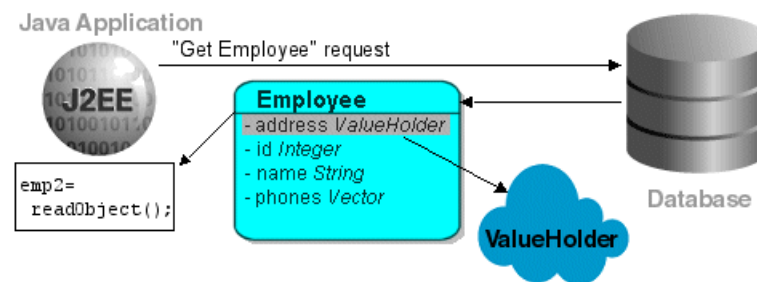 Java Application
"Get Employee" request
J2EE
Employee
- address ValueHolder
- id Integer
- name String
- phones Vector
emp2=
readObject();
ValueHolder
Database